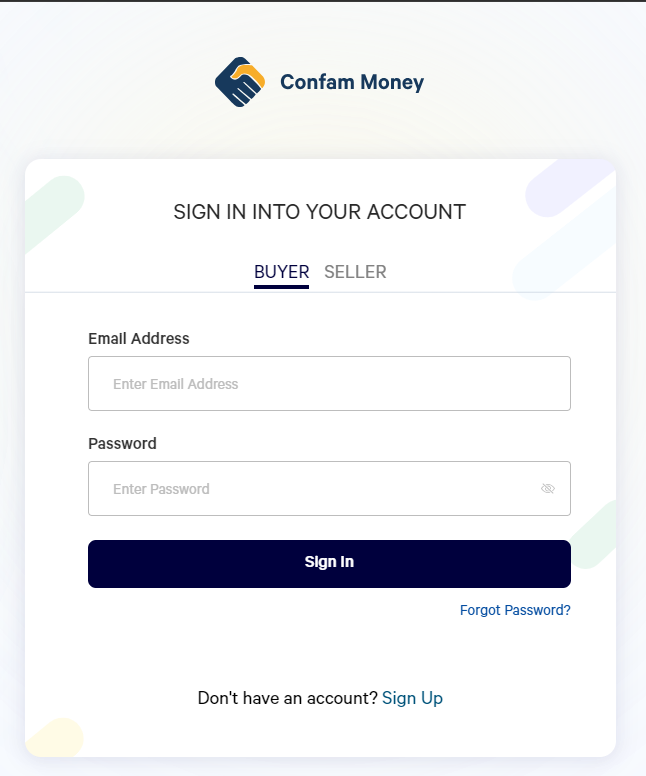 Confam Money
SIGN IN INTO YOUR ACCOUNT
BUYER SELLER
Email Address
Enter Email Address
Password
Enter Password
Sign In
Forgot Password?
Don't have an account? Sign Up